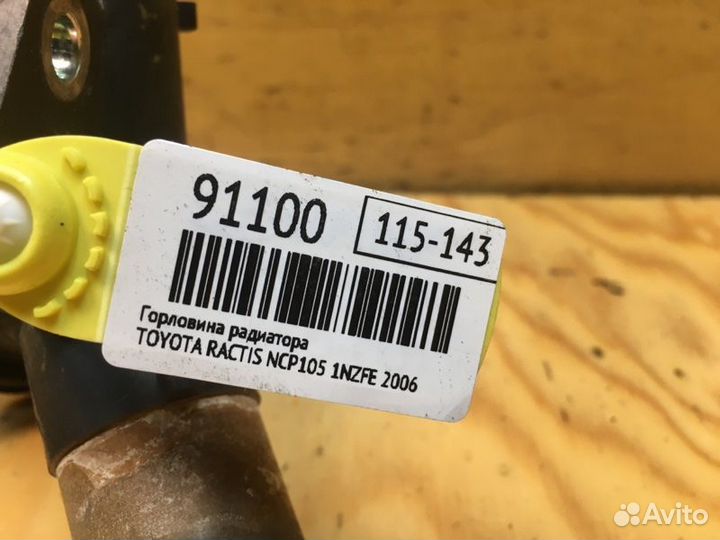 91100
115-143
Горловина радиатора
TOYOTA RACTIS NCP105 1NZFE 2006
Avito